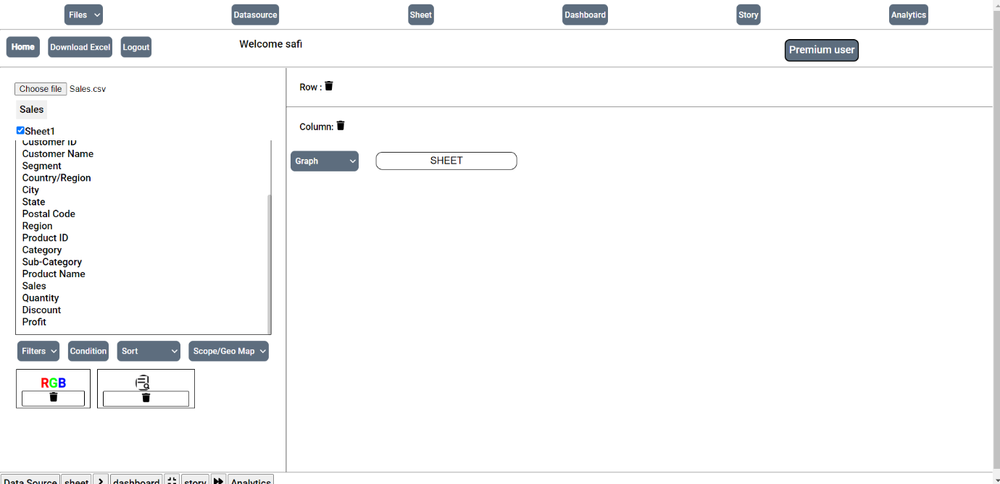 Files Datasource Sheet Dashboard Story Analytics
Home Download Excel Logout Welcome safi Premium user
Choose file Sales.csv
Sales
Sheet1
Customer ID
Customer Name
Segment
Country/Region
City
State
Postal Code
Region
Product ID
Category
Sub-Category
Product Name
Sales
Quantity
Discount
Profit
Filters Condition Sort Scope/Geo Map
RGB
Row :
Column:
Graph SHEET
Data Source sheet dashboard story Analytics